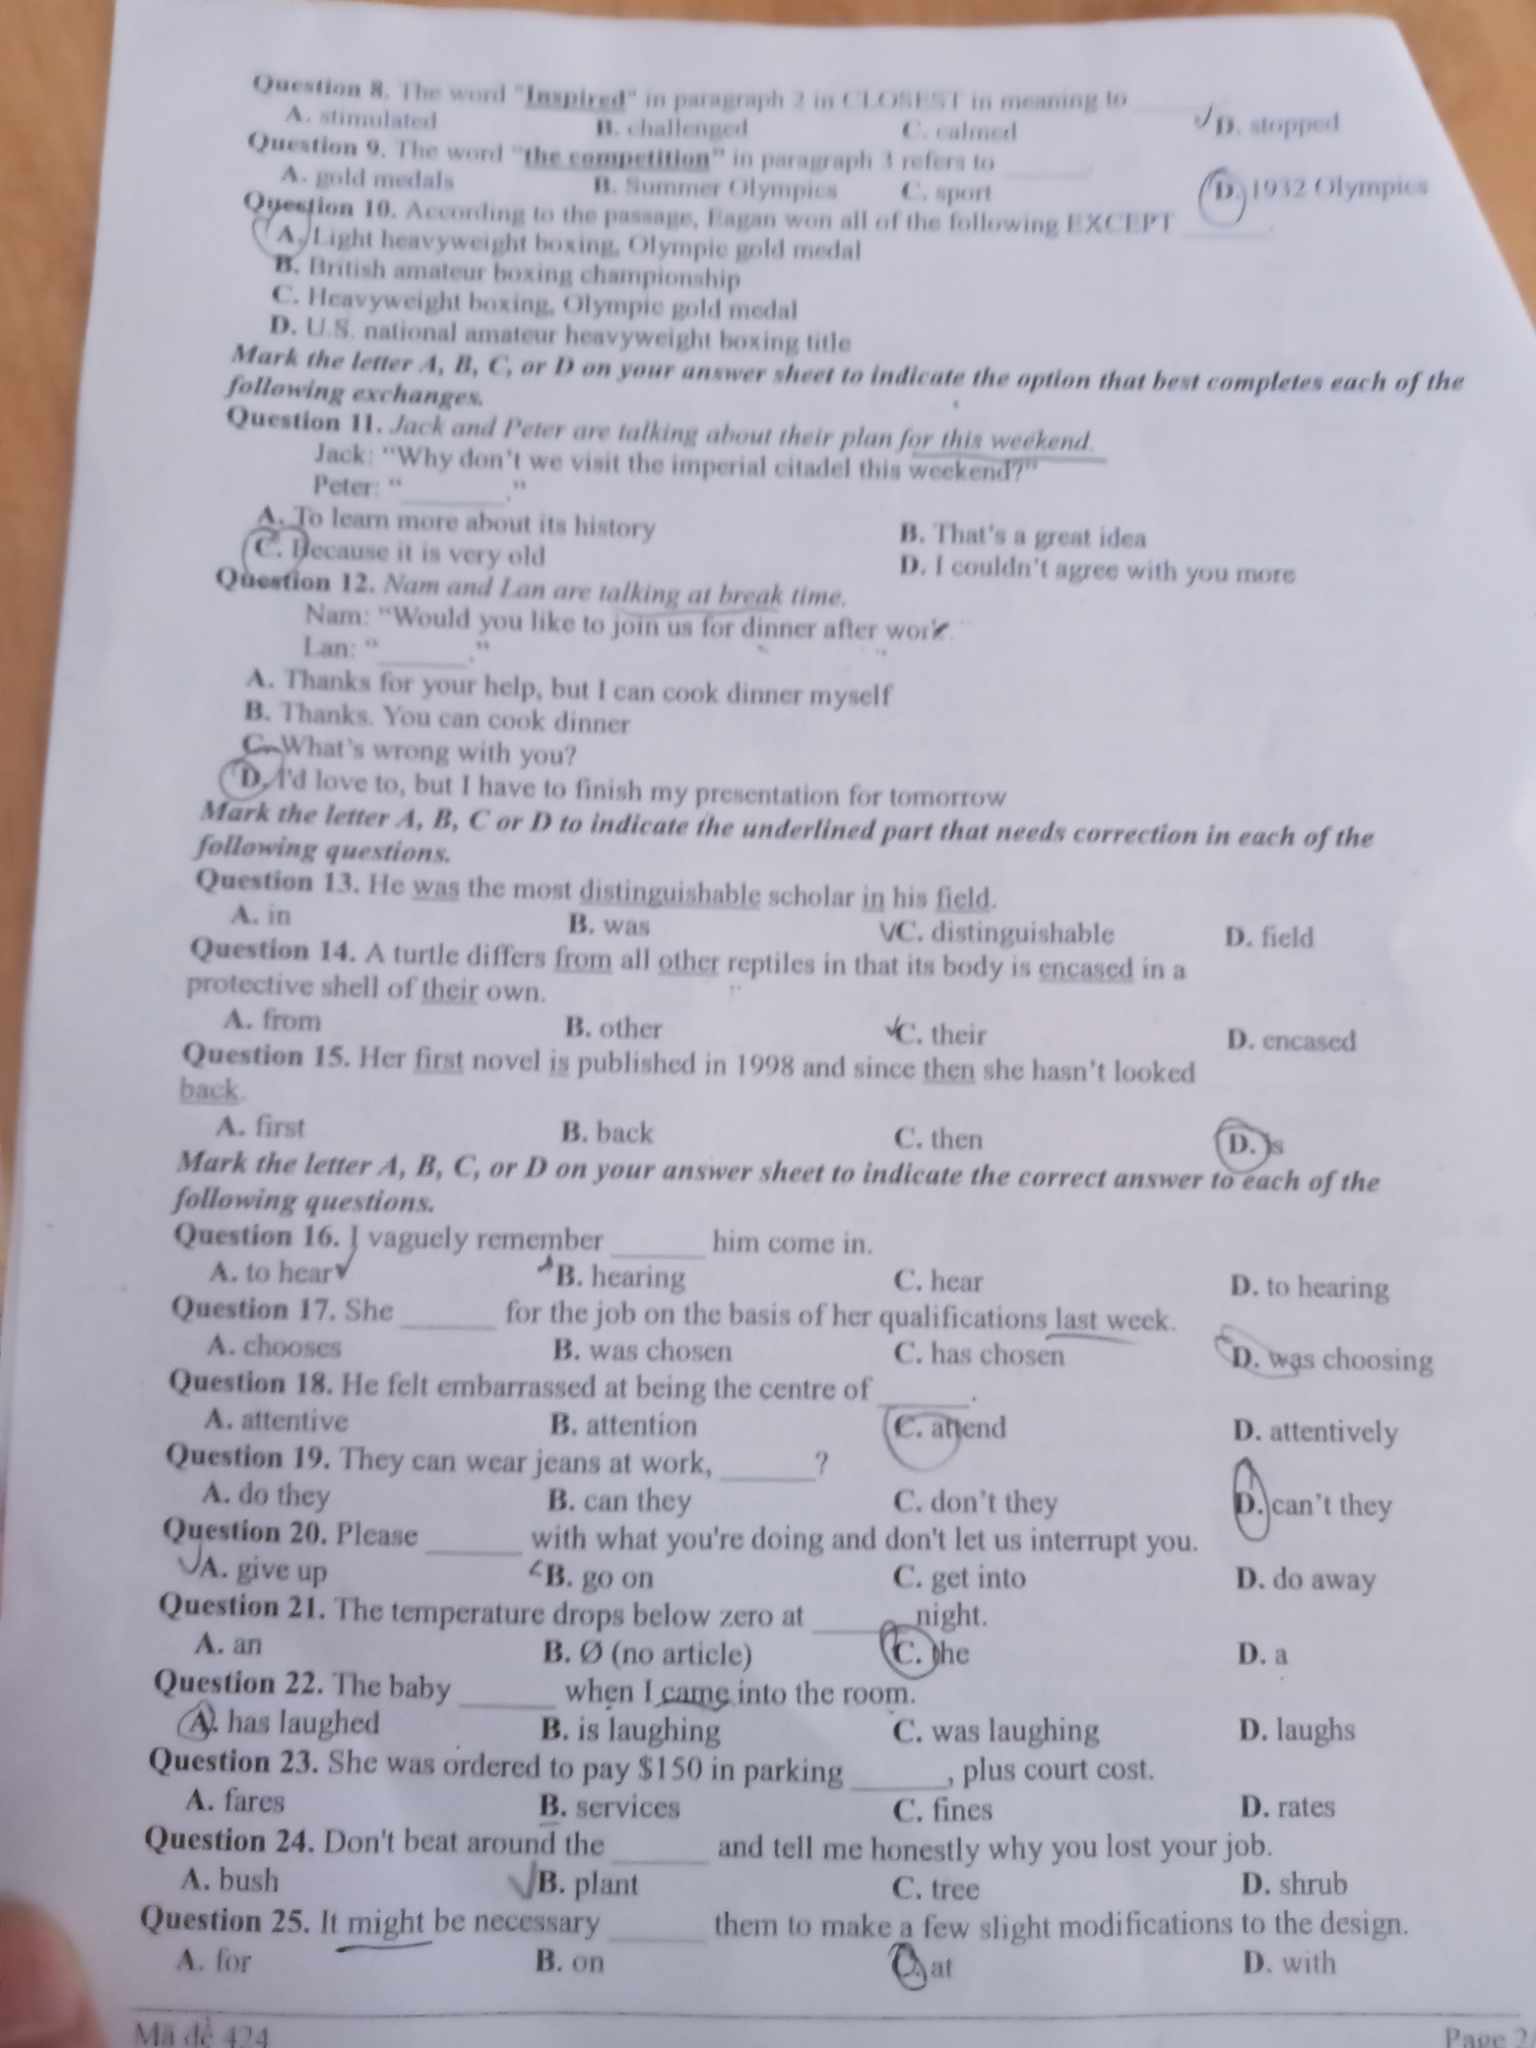 Question 8. The word "Inspired" in paragraph 2 in CLOSEST in meaning to ______
A. stimulated B. challenged C. calmed D. stopped
Question 9. The word "the competition" in paragraph 3 refers to ______.
A. gold medals B. Summer Olympics C. sport D. 1932 Olympics
Question 10. According to the passage, Eagan won all of the following EXCEPT ______.
A. Light heavyweight boxing, Olympic gold medal
B. British amateur boxing championship
C. Heavyweight boxing, Olympic gold medal
D. U.S. national amateur heavyweight boxing title
Mark the letter A, B, C, or D on your answer sheet to indicate the option that best completes each of the
following exchanges.
Question 11. Jack and Peter are talking about their plan for this weekend.
Jack: "Why don't we visit the imperial citadel this weekend?"
Peter: "______."
A. To learn more about its history B. That's a great idea
C. Because it is very old D. I couldn't agree with you more
Question 12. Nam and Lan are talking at break time.
Nam: "Would you like to join us for dinner after work
Lan: "______."
A. Thanks for your help, but I can cook dinner myself
B. Thanks. You can cook dinner
C. What's wrong with you?
D. I'd love to, but I have to finish my presentation for tomorrow
Mark the letter A, B, C or D to indicate the underlined part that needs correction in each of the
following questions.
Question 13. He was the most distinguishable scholar in his field.
A. in B. was C. distinguishable D. field
Question 14. A turtle differs from all other reptiles in that its body is encased in a
protective shell of their own.
A. from B. other C. their D. encased
Question 15. Her first novel is published in 1998 and since then she hasn't looked
back.
A. first B. back C. then D. is
Mark the letter A, B, C, or D on your answer sheet to indicate the correct answer to each of the
following questions.
Question 16. I vaguely remember ______ him come in.
A. to hear B. hearing C. hear D. to hearing
Question 17. She ______ for the job on the basis of her qualifications last week.
A. chooses B. was chosen C. has chosen D. was choosing
Question 18. He felt embarrassed at being the centre of ______.
A. attentive B. attention C. attend D. attentively
Question 19. They can wear jeans at work, ______?
A. do they B. can they C. don't they D. can't they
Question 20. Please ______ with what you're doing and don't let us interrupt you.
A. give up B. go on C. get into D. do away
Question 21. The temperature drops below zero at ______ night.
A. an B. Ø (no article) C. the D. a
Question 22. The baby ______ when I came into the room.
A. has laughed B. is laughing C. was laughing D. laughs
Question 23. She was ordered to pay $150 in parking ______, plus court cost.
A. fares B. services C. fines D. rates
Question 24. Don't beat around the ______ and tell me honestly why you lost your job.
A. bush B. plant C. tree D. shrub
Question 25. It might be necessary ______ them to make a few slight modifications to the design.
A. for B. on C. at D. with
Mã đề 424
Page 2/